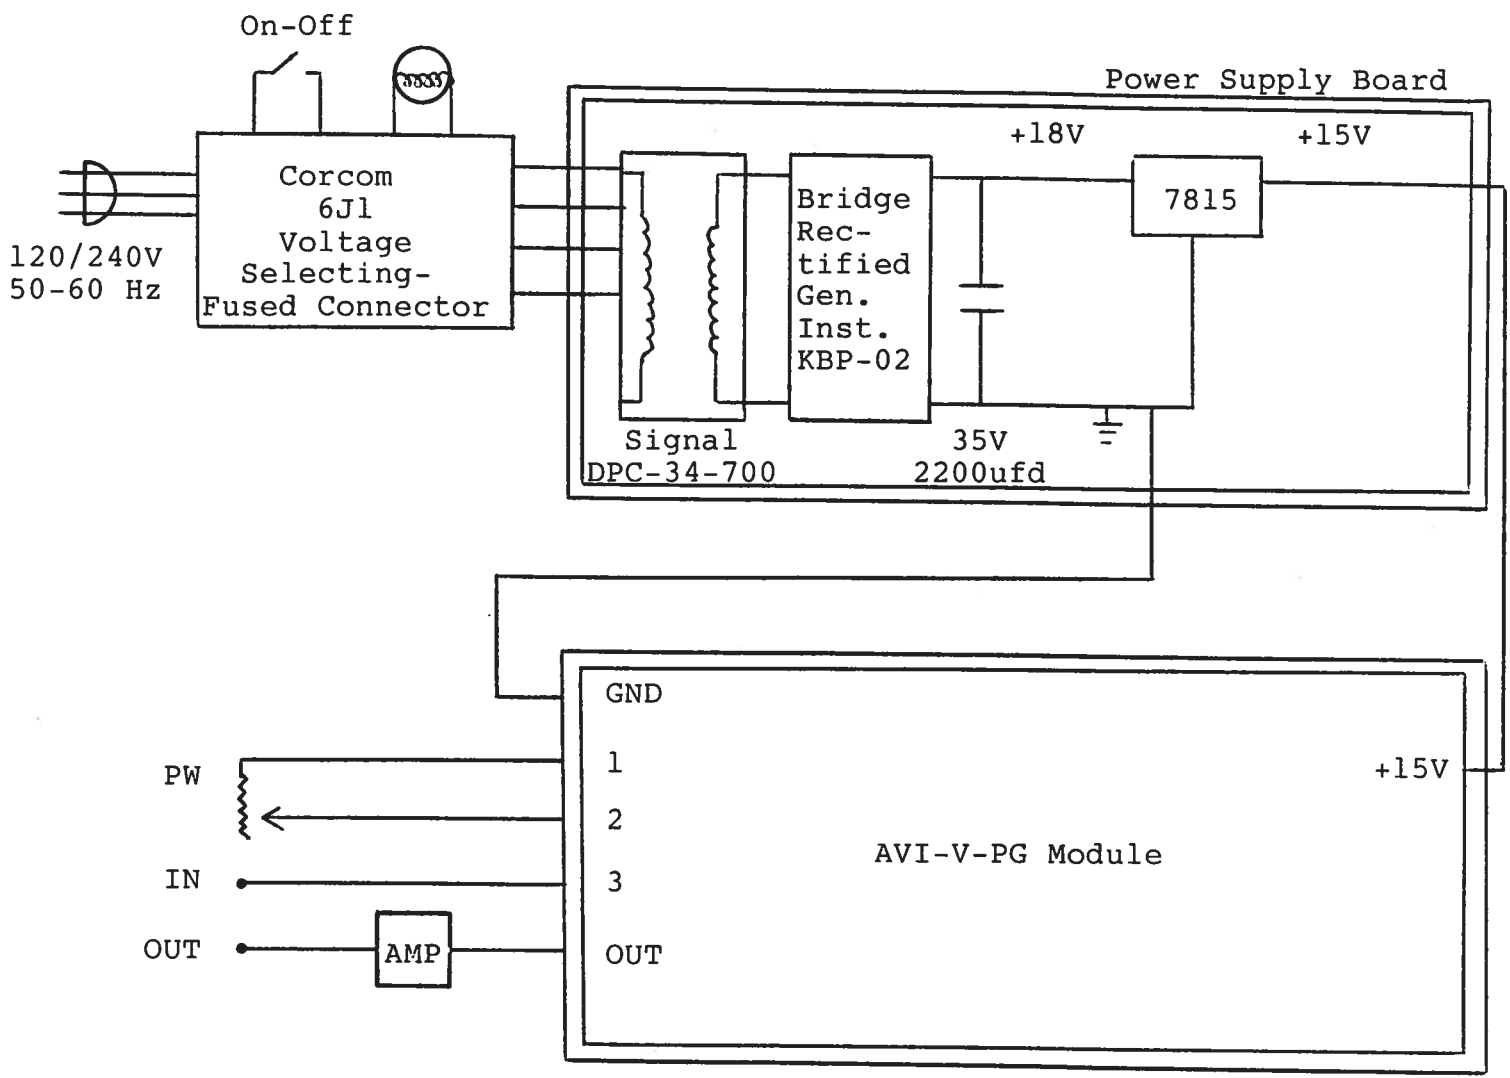 On-Off
Power Supply Board
+18V
+15V
Corcom
6J1
Voltage
Selecting-
Fused Connector
120/240V
50-60 Hz
Bridge
Rec-
tified
Gen.
Inst.
KBP-02
7815
Signal
DPC-34-700
35V
2200ufd
GND
PW
1
+15V
2
AVI-V-PG Module
IN
3
OUT
AMP
OUT